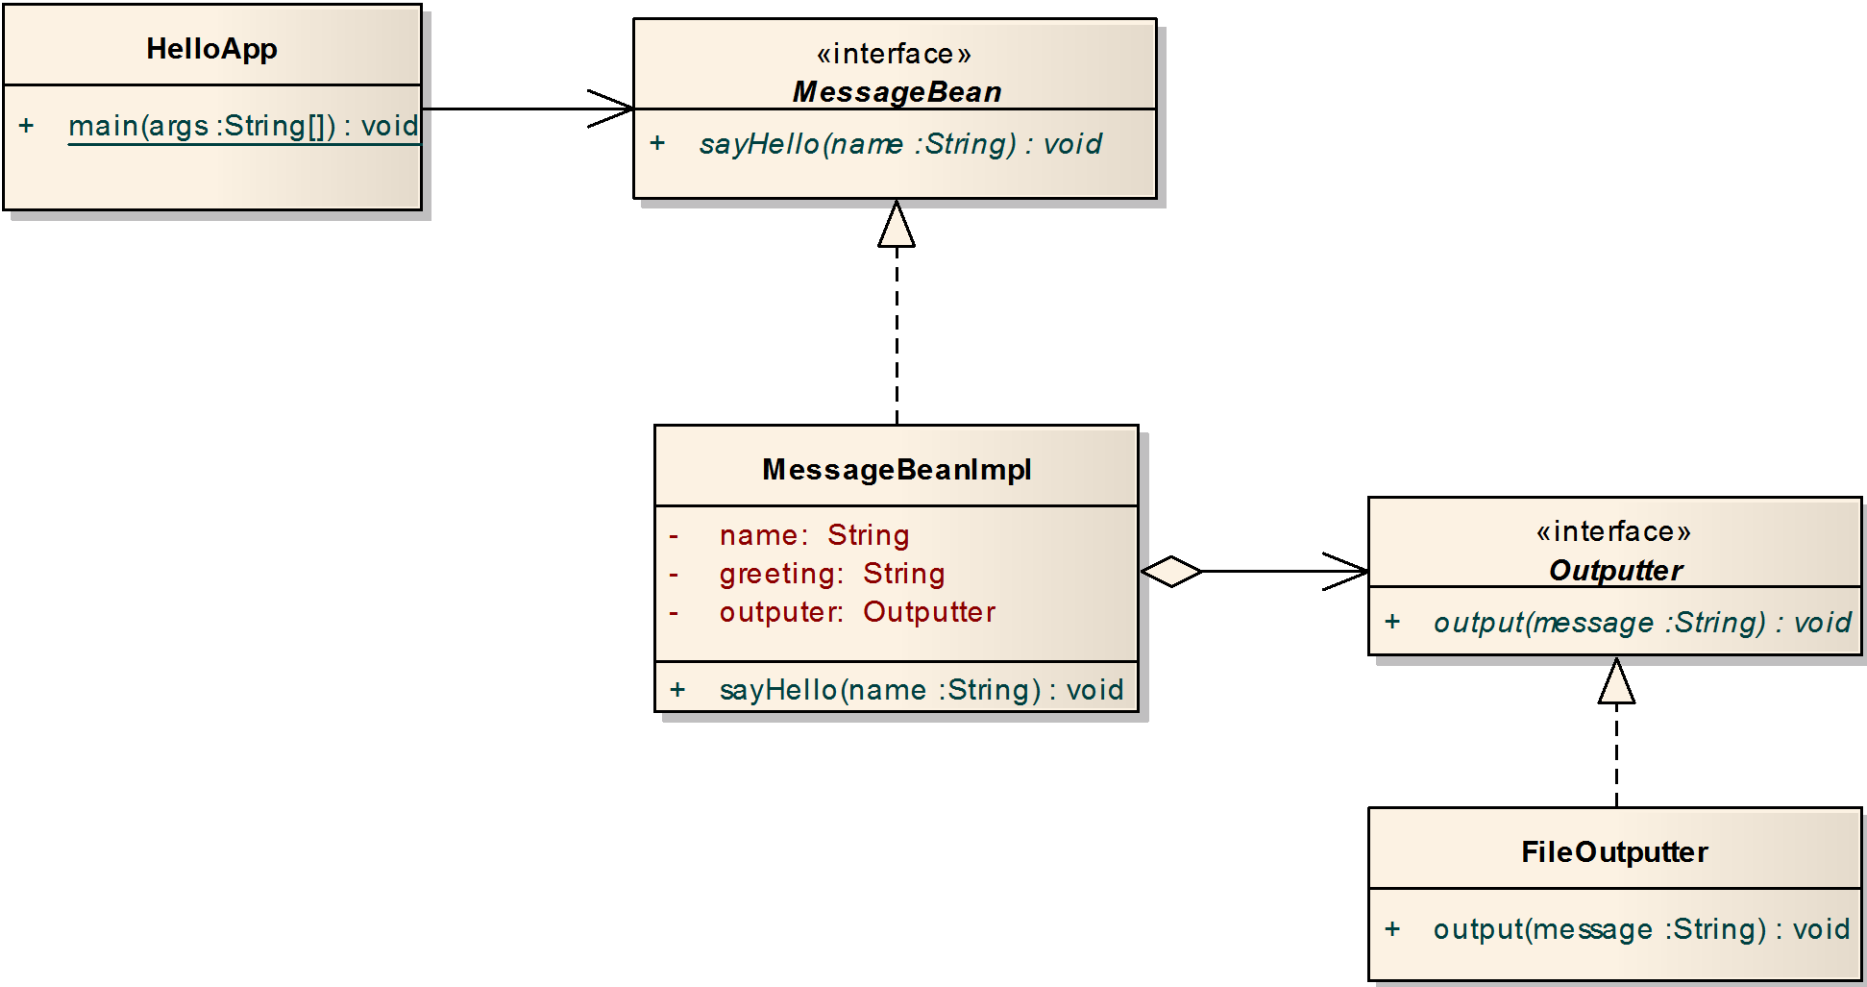 HelloApp
+ main(args :String[]) : void
«interface»
MessageBean
+ sayHello(name :String) : void
MessageBeanImpl
- name: String
- greeting: String
- outputer: Outputter
+ sayHello(name :String) : void
«interface»
Outputter
+ output(message :String) : void
FileOutputter
+ output(message :String) : void